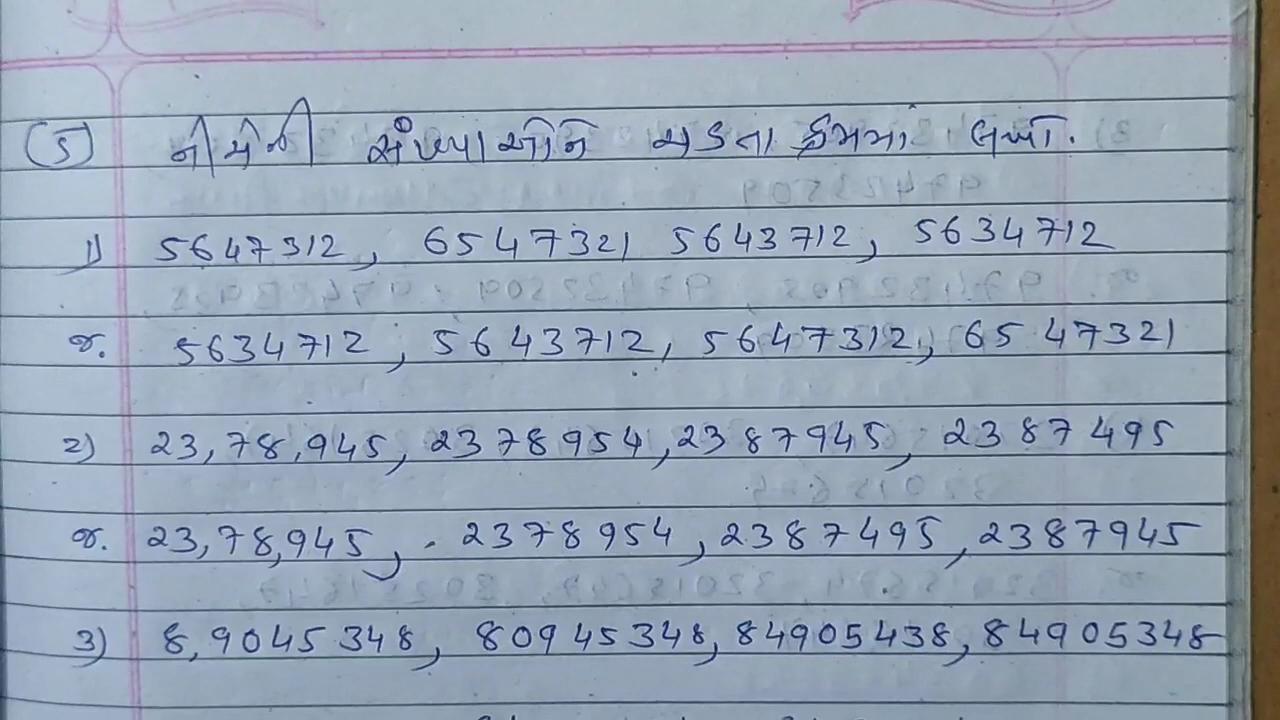 (5) નીચેની સંખ્યાઓને ચડતા ક્રમમાં લખો.
1) 5647312, 6547321 5643712, 5634712
જ. 5634712, 5643712, 5647312, 6547321
2) 23,78,945, 2378954, 2387945, 2387495
જ. 23,78,945, 2378954, 2387495, 2387945
3) 8,9045348, 80945348, 84905438, 84905348